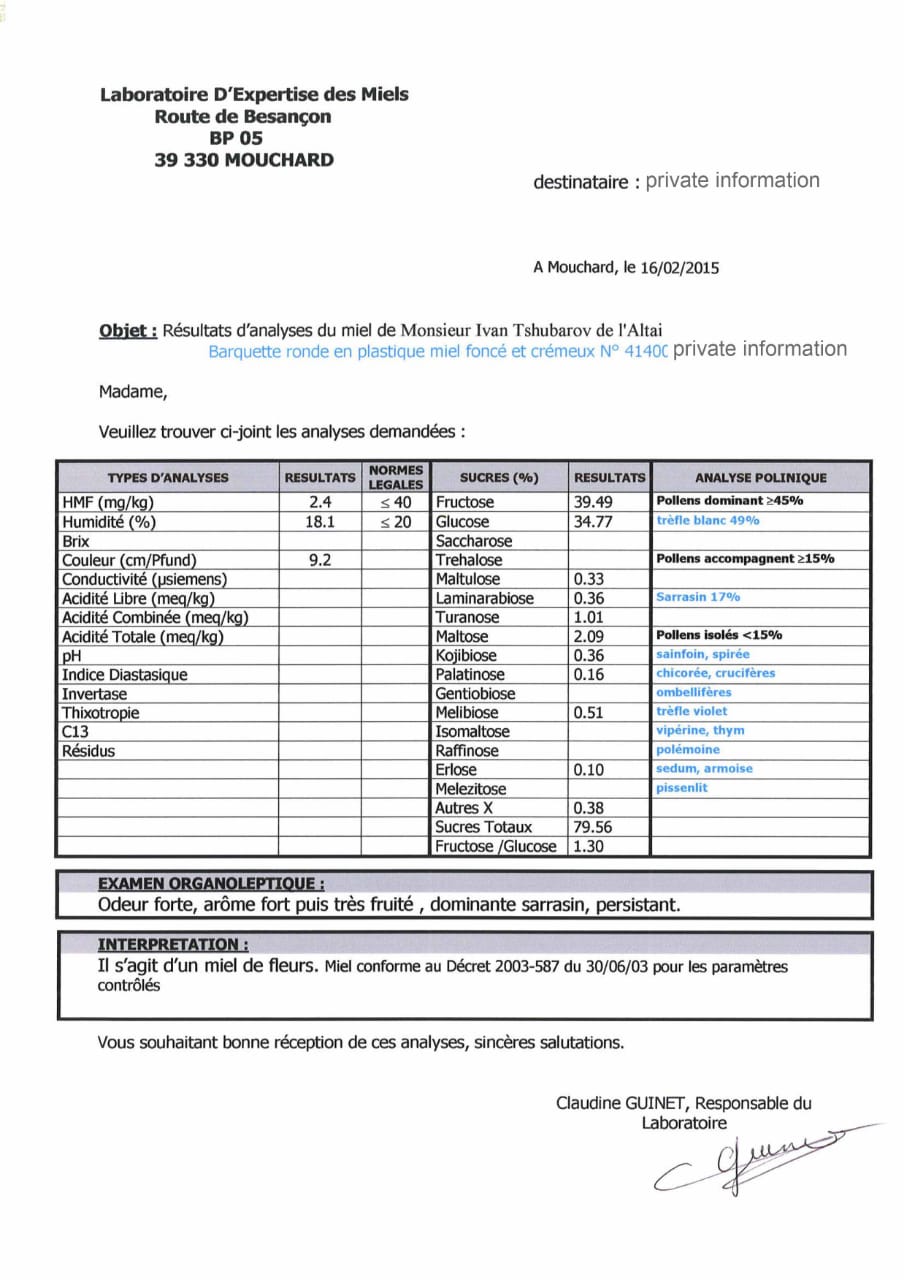 Laboratoire D'Expertise des Miels
Route de Besançon
BP 05
39 330 MOUCHARD
destinataire : private information
A Mouchard, le 16/02/2015
Objet : Résultats d'analyses du miel de Monsieur Ivan Tshubarov de l'Altai
Barquette ronde en plastique miel foncé et crémeux N° 4140 private information
Madame,
Veuillez trouver ci-joint les analyses demandées :
TYPES D'ANALYSES RESULTATS NORMES LEGALES SUCRES (%) RESULTATS ANALYSE POLINIQUE
HMF (mg/kg) 2.4 ≤ 40 Fructose 39.49 Pollens dominant ≥45%
Humidité (%) 18.1 ≤ 20 Glucose 34.77 trèfle blanc 49%
Brix Saccharose
Couleur (cm/Pfund) 9.2 Trehalose Pollens accompagnent ≥15%
Conductivité (µsiemens) Maltulose 0.33
Acidité Libre (meq/kg) Laminarabiose 0.36 Sarrasin 17%
Acidité Combinée (meq/kg) Turanose 1.01
Acidité Totale (meq/kg) Maltose 2.09 Pollens isolés <15%
pH Kojibiose 0.36 sainfoin, spirée
Indice Diastasique Palatinose 0.16 chicorée, crucifères
Invertase Gentiobiose ombellifères
Thixotropie Melibiose 0.51 trèfle violet
C13 Isomaltose vipérine, thym
Résidus Raffinose polémoine
Erlose 0.10 sedum, armoise
Melezitose pissenlit
Autres X 0.38
Sucres Totaux 79.56
Fructose /Glucose 1.30
EXAMEN ORGANOLEPTIQUE :
Odeur forte, arôme fort puis très fruité , dominante sarrasin, persistant.
INTERPRETATION :
Il s'agit d'un miel de fleurs. Miel conforme au Décret 2003-587 du 30/06/03 pour les paramètres
contrôlés
Vous souhaitant bonne réception de ces analyses, sincères salutations.
Claudine GUINET, Responsable du
Laboratoire